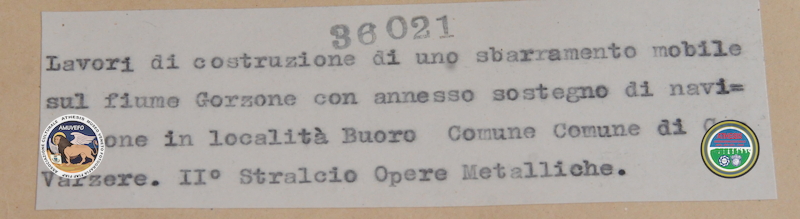 36021
Lavori di costruzione di uno sbarramento mobile
sul fiume Gorzone con annesso sostegno di navi=
one in località Buoro Comune Comune di
Varzere. II° Stralcio Opere Metalliche.
AMUVEFO